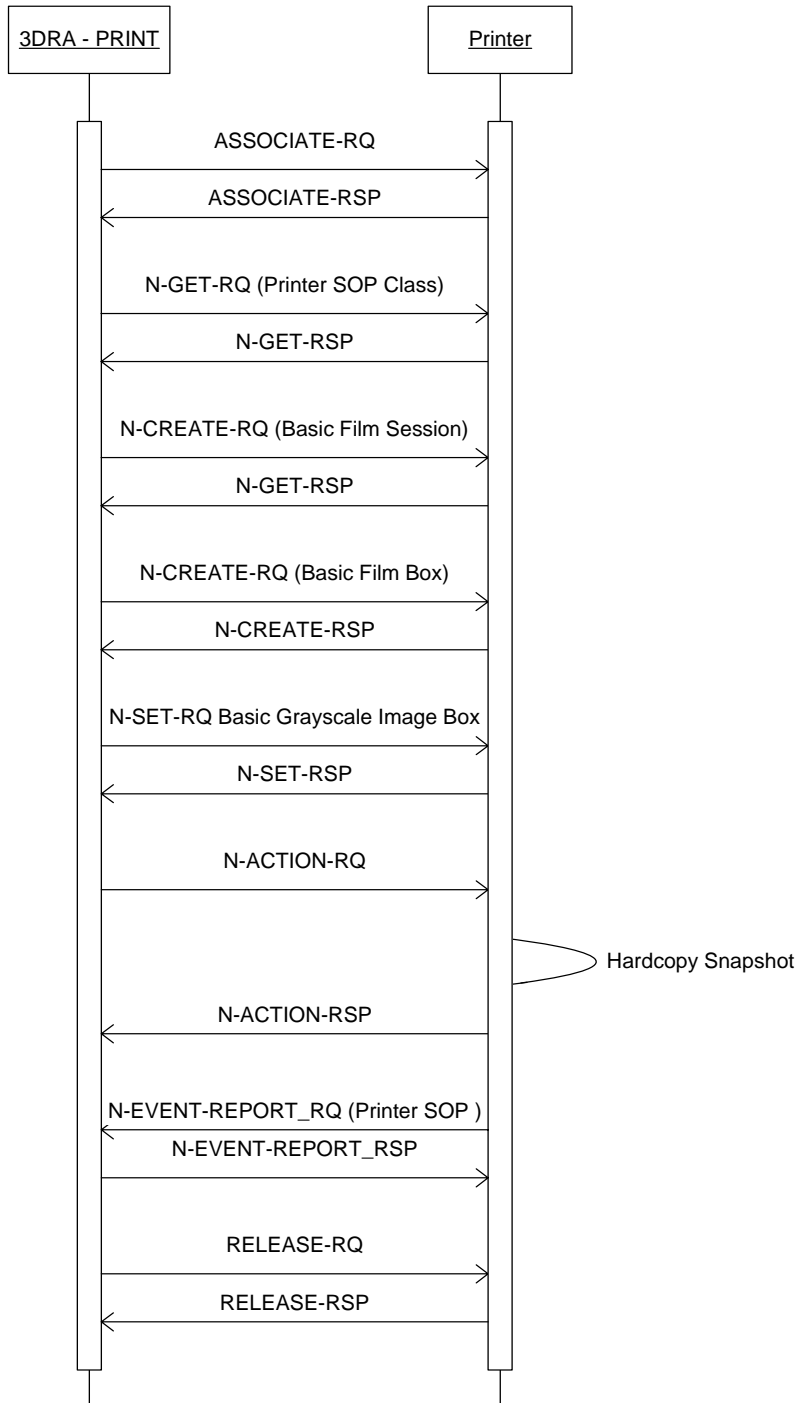 3DRA - PRINT
Printer
ASSOCIATE-RQ
ASSOCIATE-RSP
N-GET-RQ (Printer SOP Class)
N-GET-RSP
N-CREATE-RQ (Basic Film Session)
N-GET-RSP
N-CREATE-RQ (Basic Film Box)
N-CREATE-RSP
N-SET-RQ Basic Grayscale Image Box
N-SET-RSP
N-ACTION-RQ
Hardcopy Snapshot
N-ACTION-RSP
N-EVENT-REPORT_RQ (Printer SOP )
N-EVENT-REPORT_RSP
RELEASE-RQ
RELEASE-RSP